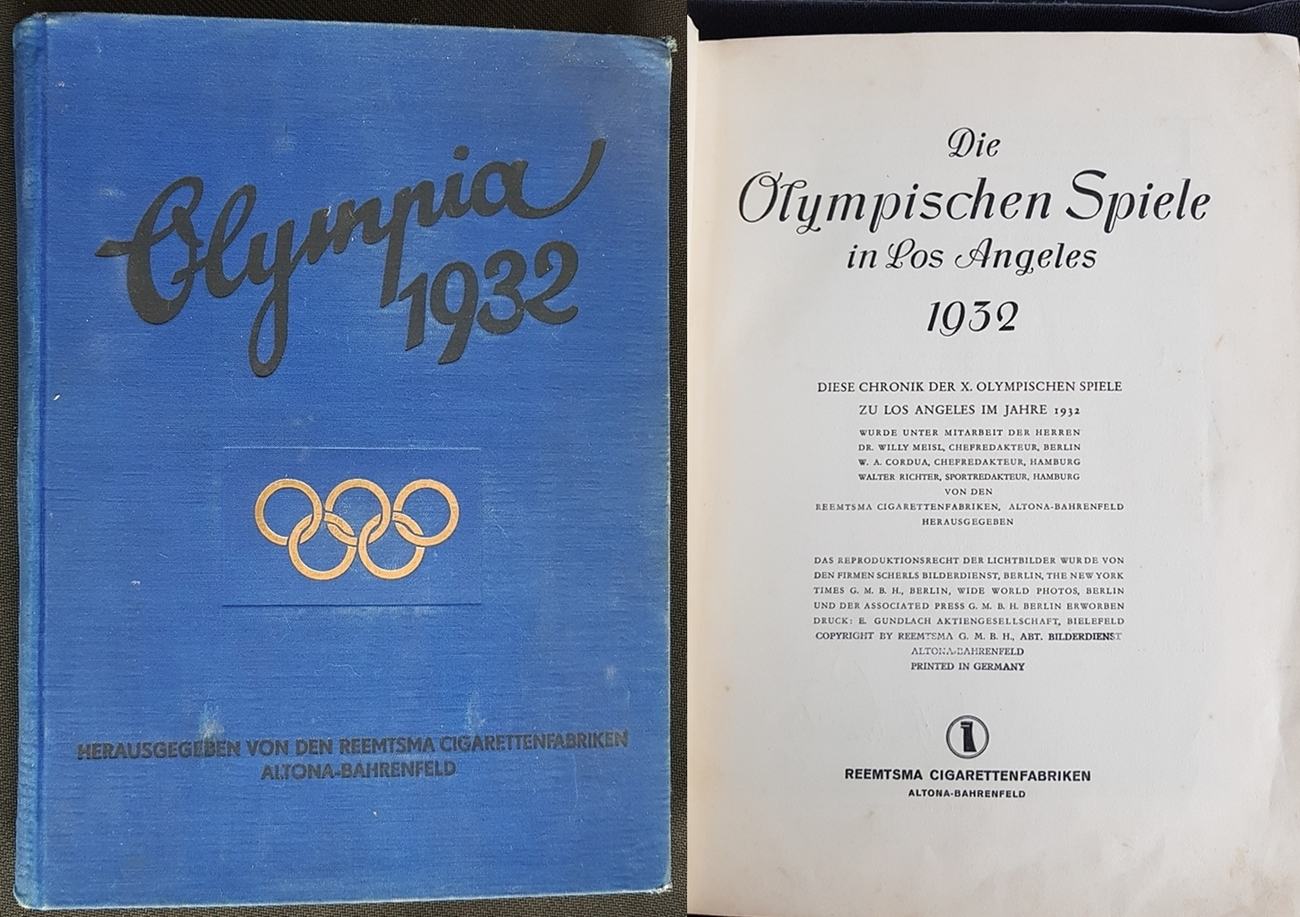 Olympia
1932
HERAUSGEGEBEN VON DEN REEMTSMA CIGARETTENFABRIKEN
ALTONA-BAHRENFELD
Die
Olympischen Spiele
in Los Angeles
1932
DIESE CHRONIK DER X. OLYMPISCHEN SPIELE
ZU LOS ANGELES IM JAHRE 1932
WURDE UNTER MITARBEIT DER HERREN
DR. WILLY MEISL, CHEFREDAKTEUR, BERLIN
W. A. CORDUA, CHEFREDAKTEUR, HAMBURG
WALTER RICHTER, SPORTREDAKTEUR, HAMBURG
VON DEN
REEMTSMA CIGARETTENFABRIKEN, ALTONA-BAHRENFELD
HERAUSGEGEBEN
DAS REPRODUKTIONSRECHT DER LICHTBILDER WURDE VON
DEN FIRMEN SCHERLS BILDERDIENST, BERLIN, THE NEW YORK
TIMES G. M. B. H., BERLIN, WIDE WORLD PHOTOS, BERLIN
UND DER ASSOCIATED PRESS G. M. B. H. BERLIN ERWORBEN
DRUCK: E. GUNDLACH AKTIENGESELLSCHAFT, BIELEFELD
COPYRIGHT BY REEMTSMA G. M. B. H., ABT. BILDERDIENST
ALTONA-BAHRENFELD
PRINTED IN GERMANY
REEMTSMA CIGARETTENFABRIKEN
ALTONA-BAHRENFELD